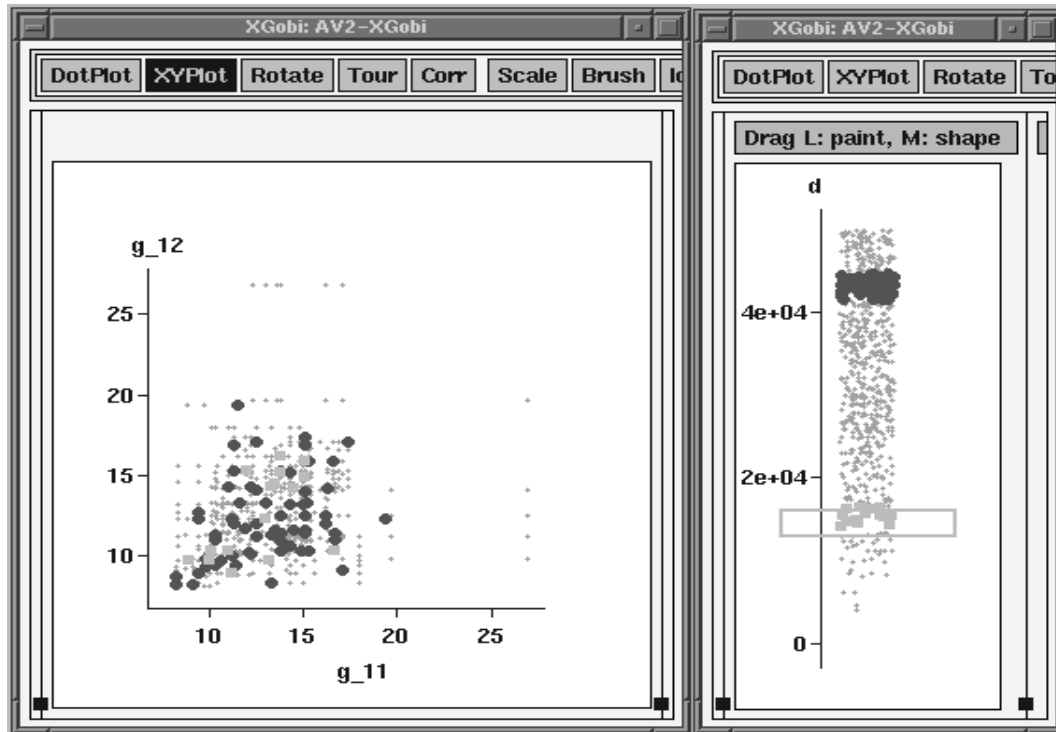 XGobi: AV2-XGobi
DotPlot XYPlot Rotate Tour Corr Scale Brush
g_12
25
20
15
10
10 15 20 25
g_11
XGobi: AV2-XGobi
DotPlot XYPlot Rotate To
Drag L: paint, M: shape
d
4e+04
2e+04
0